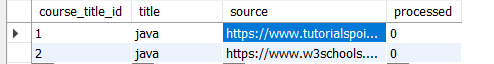 course_title_id title source processed
1 java https://www.tutorialspoi... 0
2 java https://www.w3schools.... 0